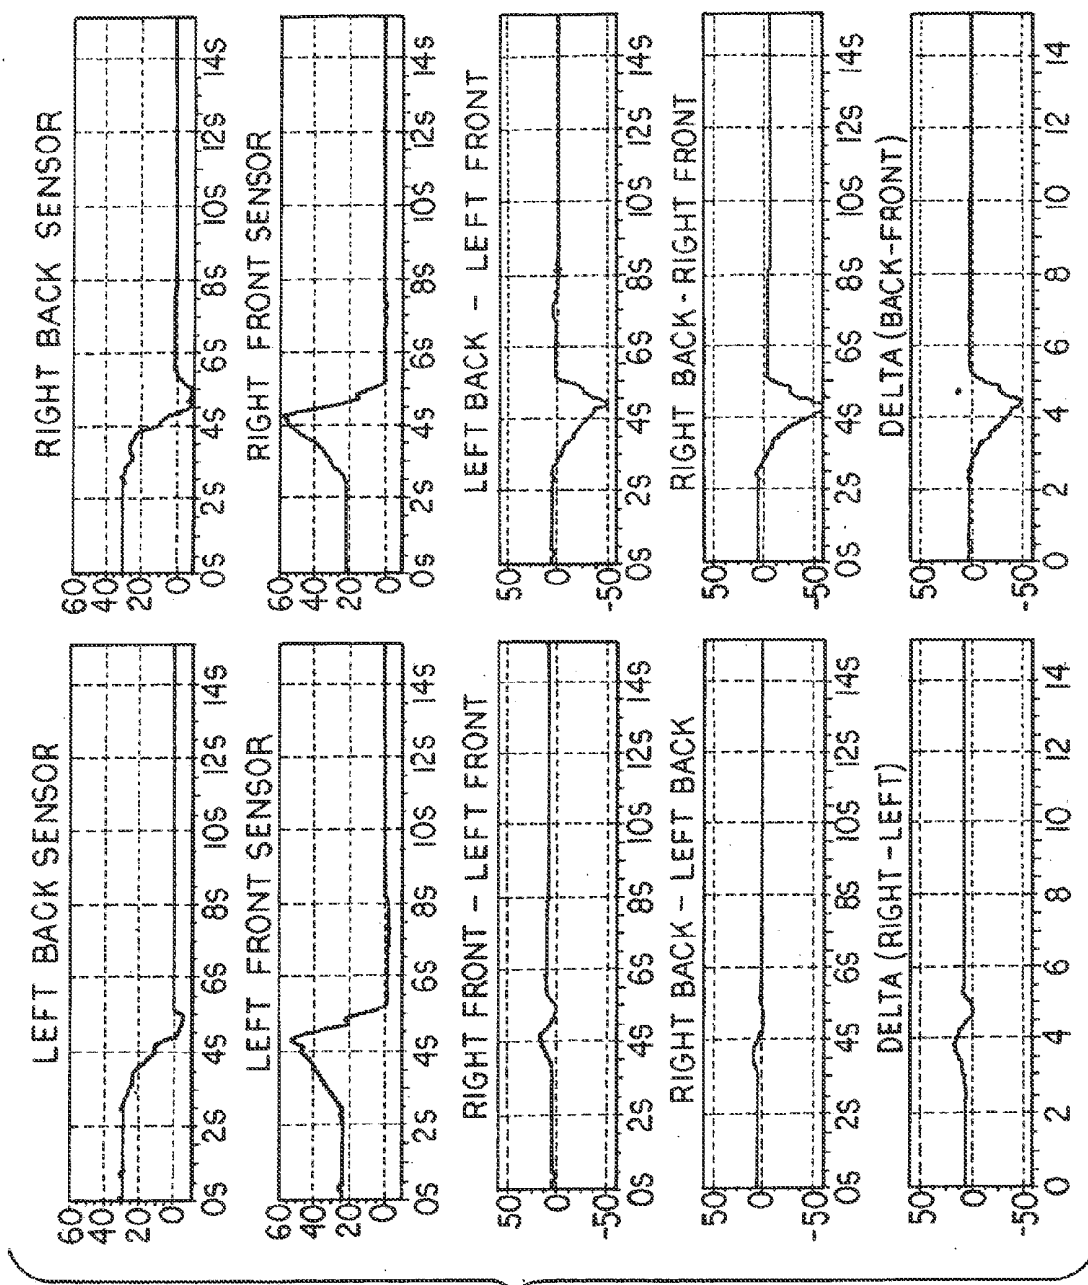 LEFT BACK SENSOR
60
40
20
0
0S 2S 4S 6S 8S 10S 12S 14S
RIGHT BACK SENSOR
60
40
20
0
0S 2S 4S 6S 8S 10S 12S 14S
LEFT FRONT SENSOR
60
40
20
0
0S 2S 4S 6S 8S 10S 12S 14S
RIGHT FRONT SENSOR
60
40
20
0
0S 2S 4S 6S 8S 10S 12S 14S
RIGHT FRONT - LEFT FRONT
50
0
-50
0S 2S 4S 6S 8S 10S 12S 14S
LEFT BACK - LEFT FRONT
50
0
-50
0S 2S 4S 6S 8S 10S 12S 14S
RIGHT BACK - LEFT BACK
50
0
-50
0S 2S 4S 6S 8S 10S 12S 14S
RIGHT BACK - RIGHT FRONT
50
0
-50
0S 2S 4S 6S 8S 10S 12S 14S
DELTA (RIGHT-LEFT)
50
0
-50
0 2 4 6 8 10 12 14
DELTA (BACK-FRONT)
50
0
-50
0 2 4 6 8 10 12 14